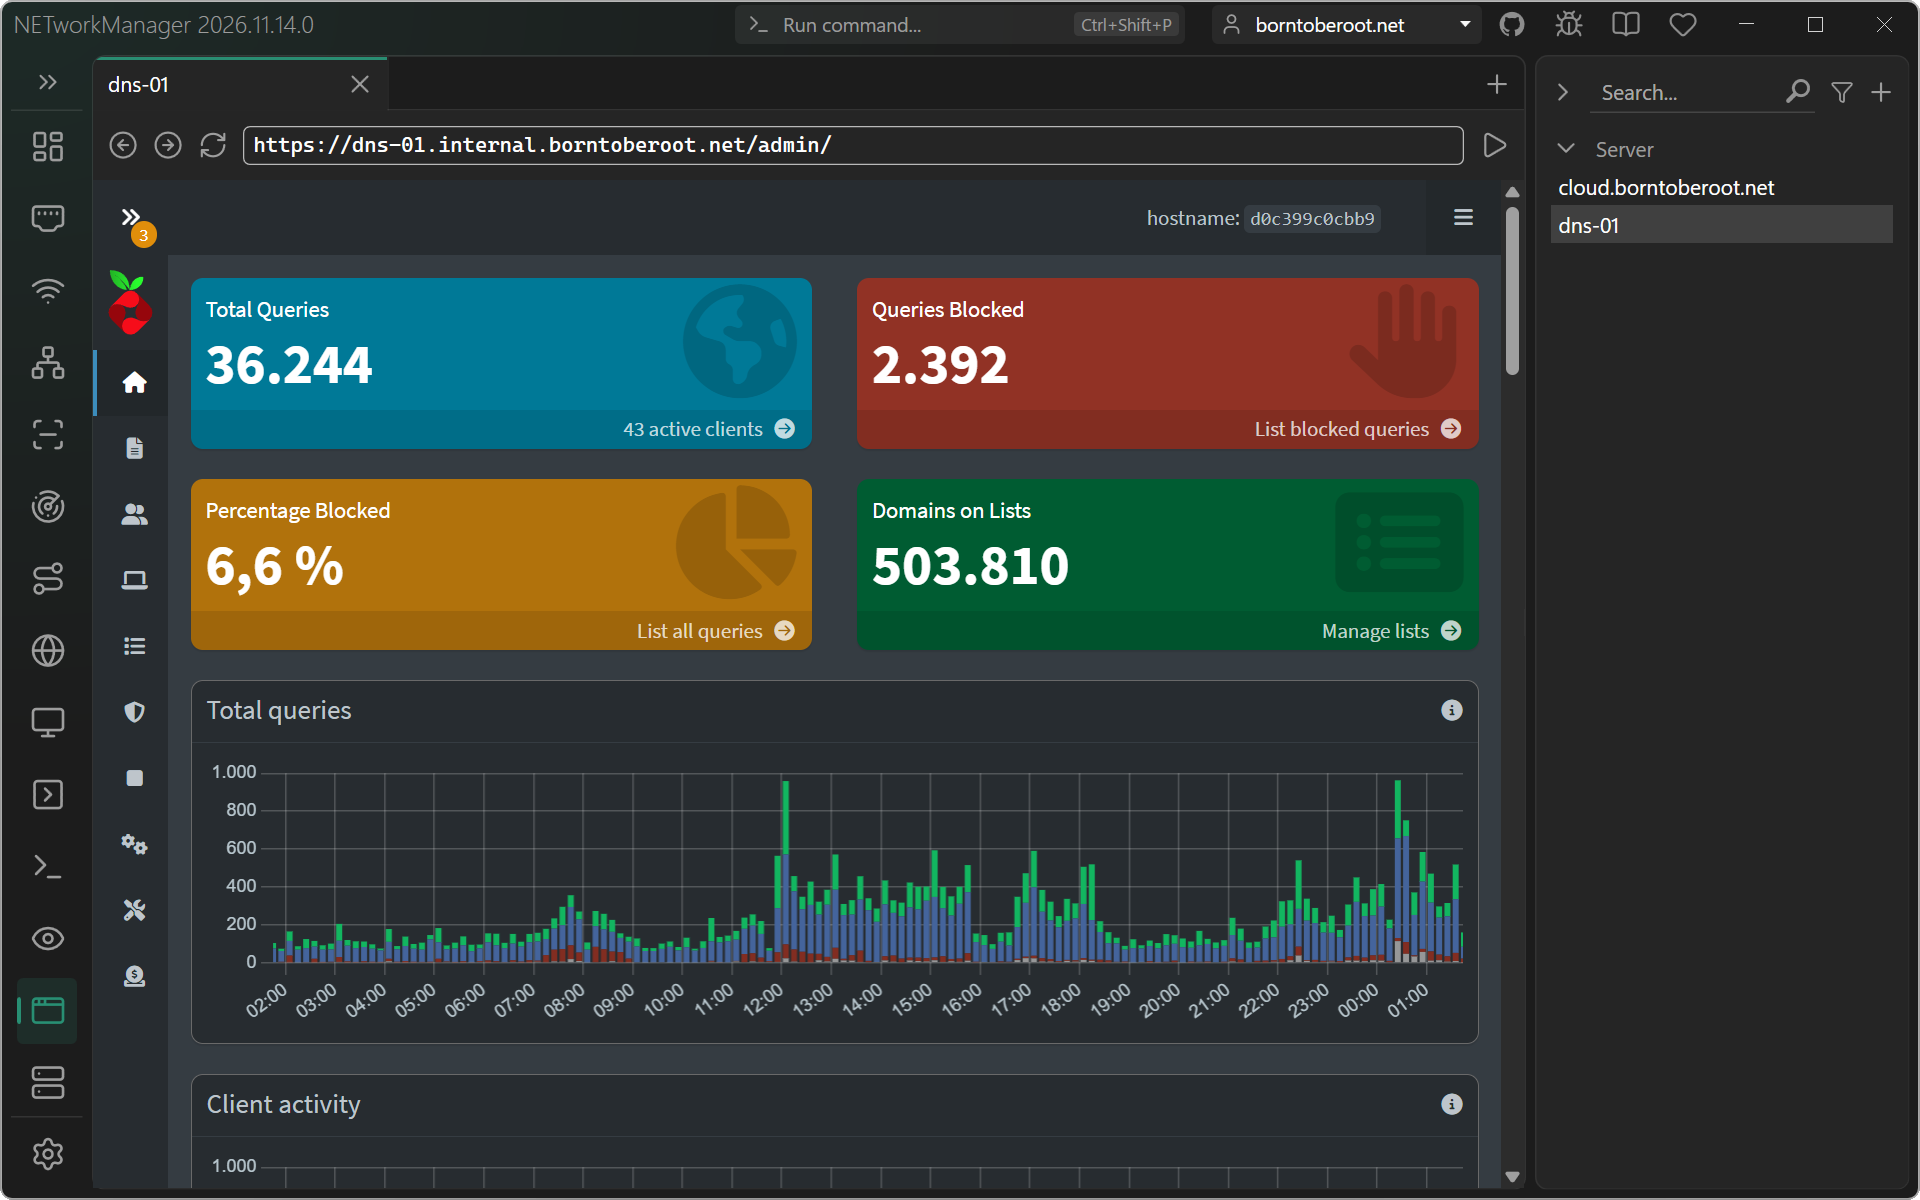 NETworkManager 2026.11.14.0
Run command...
Ctrl+Shift+P
borntoberoot.net
dns-01
https://dns-01.internal.borntoberoot.net/admin/
Search...
Server
cloud.borntoberoot.net
dns-01
3
hostname: d0c399c0cbb9
Total Queries
36.244
43 active clients
Queries Blocked
2.392
List blocked queries
Percentage Blocked
6,6 %
List all queries
Domains on Lists
503.810
Manage lists
Total queries
1.000
800
600
400
200
0
02:00 03:00 04:00 05:00 06:00 07:00 08:00 09:00 10:00 11:00 12:00 13:00 14:00 15:00 16:00 17:00 18:00 19:00 20:00 21:00 22:00 23:00 00:00 01:00
Client activity
1.000